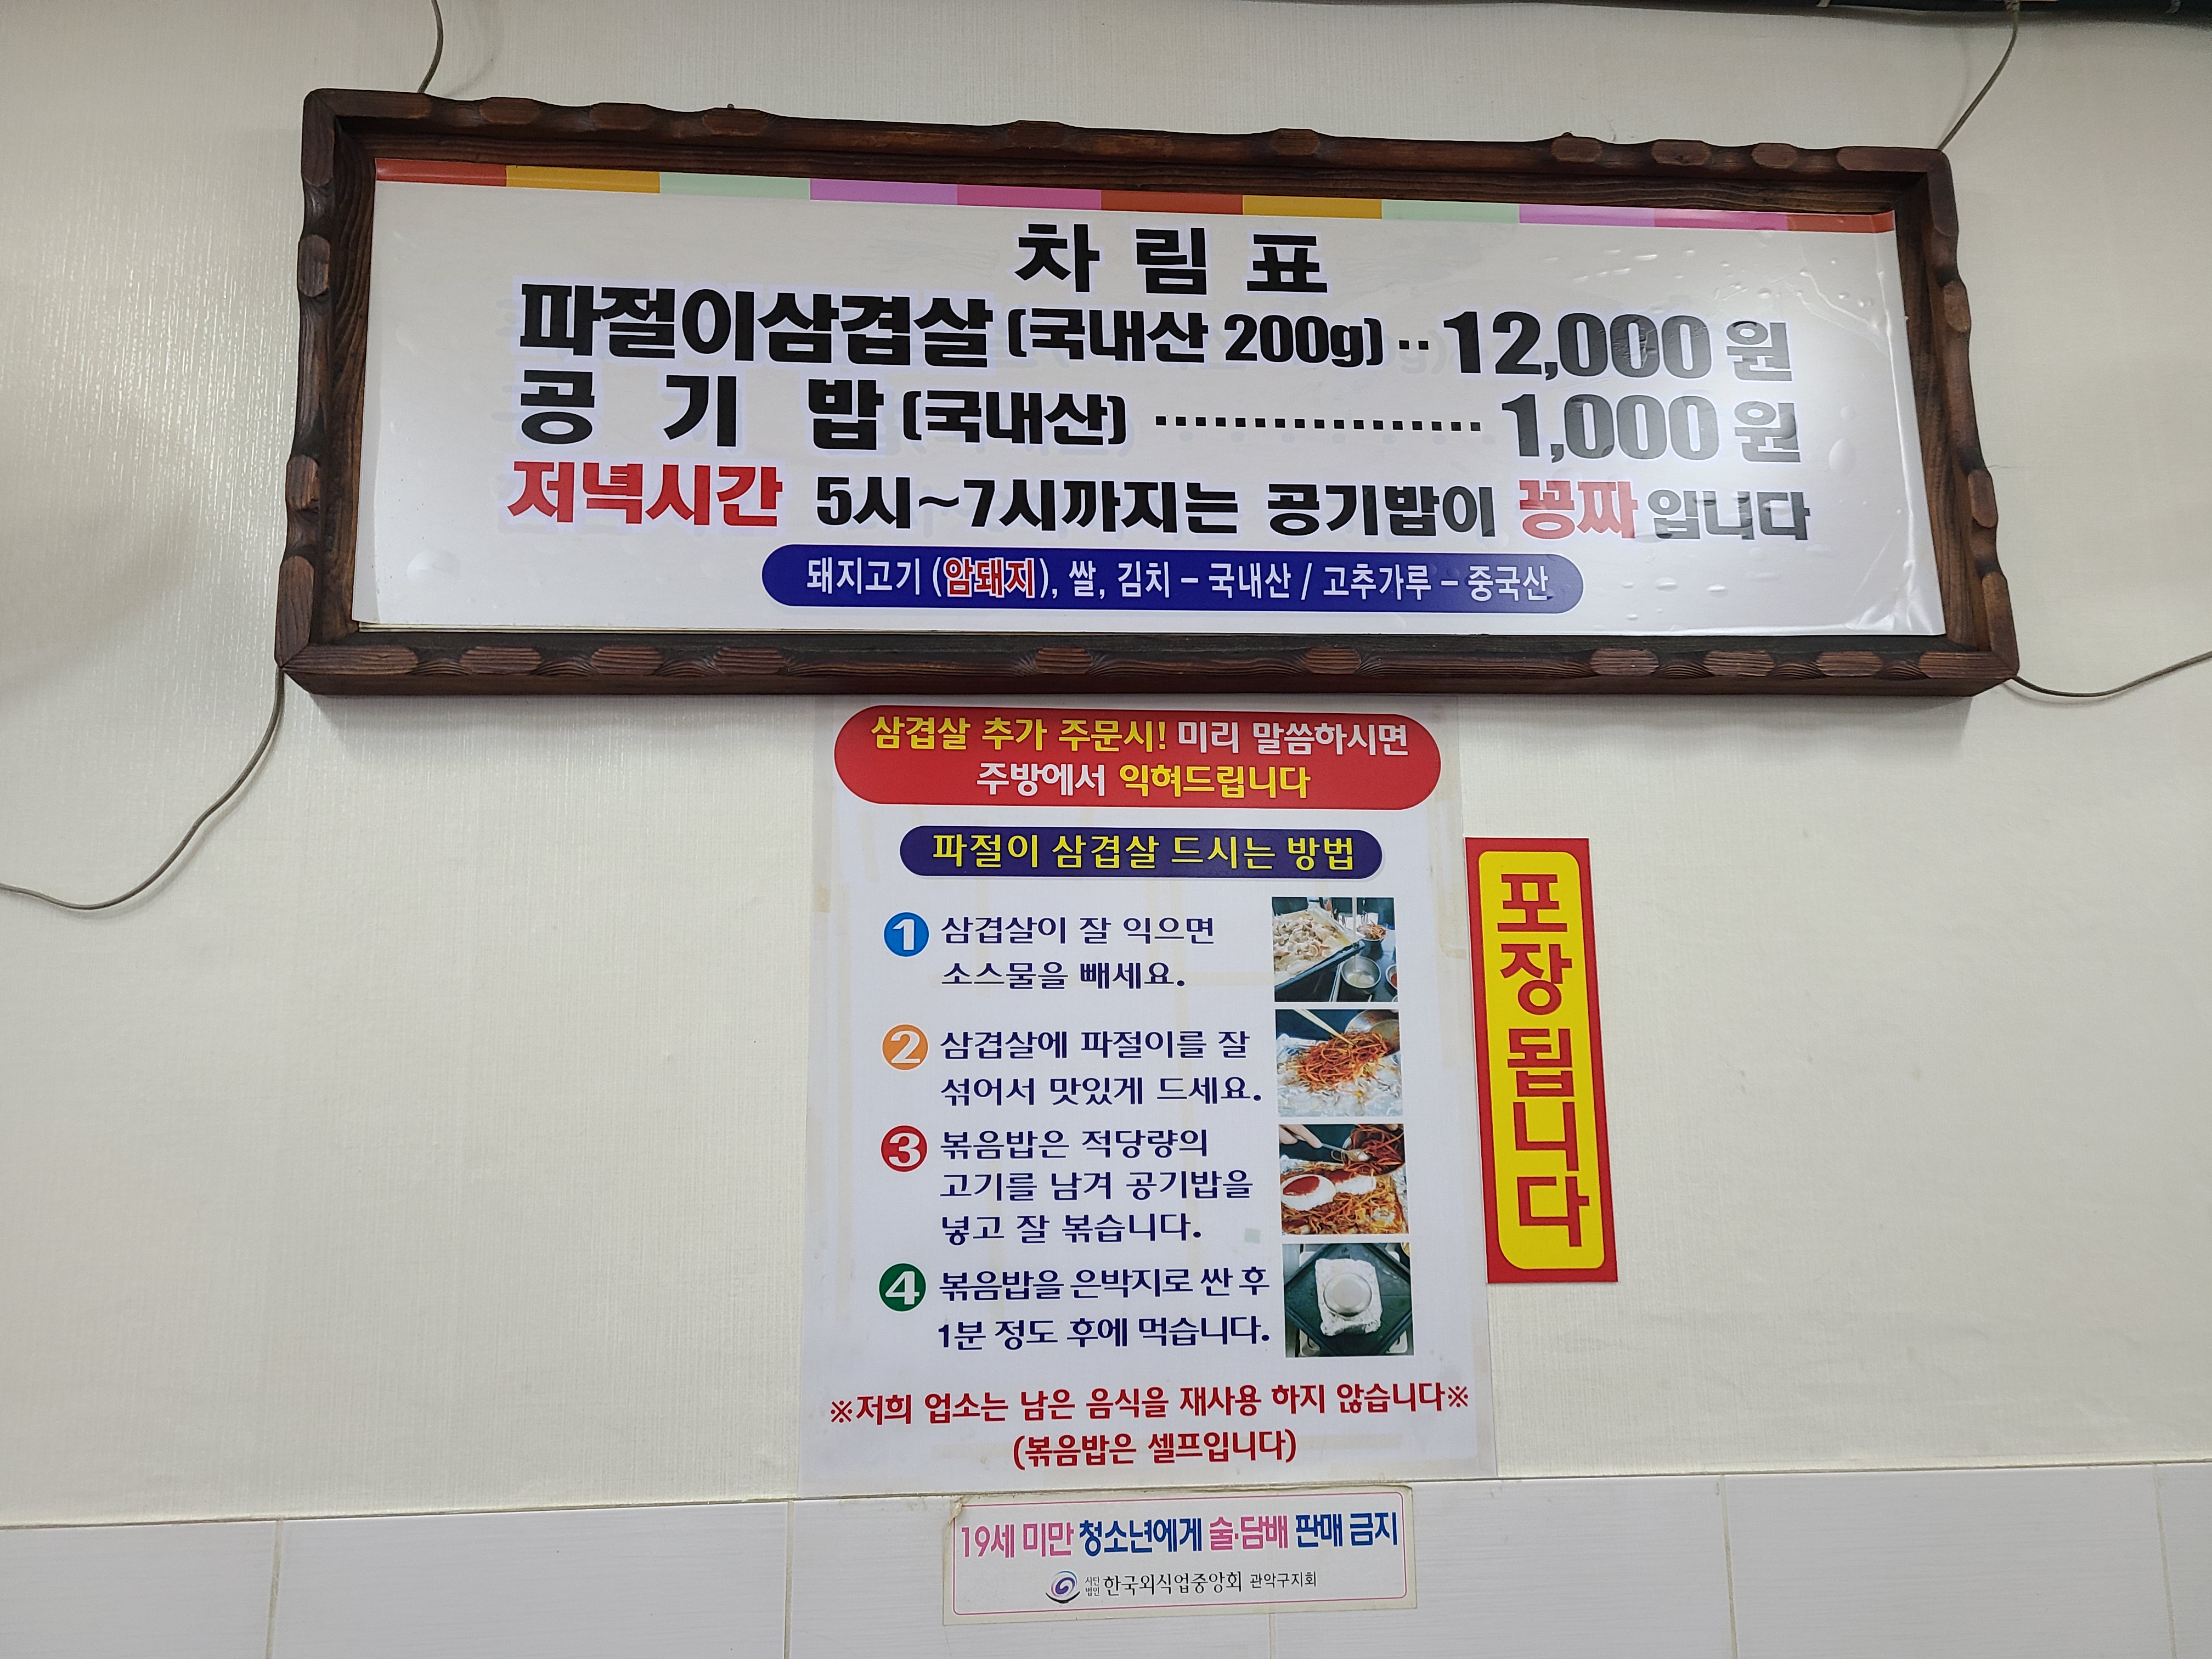 차림표
파절이삼겹살 (국내산 200g) ·· 12,000 원
공 기 밥 (국내산) ················· 1,000 원
저녁시간 5시~7시까지는 공기밥이 꽁짜 입니다
돼지고기 (암돼지), 쌀, 김치 - 국내산 / 고추가루 - 중국산
삼겹살 추가 주문시! 미리 말씀하시면
주방에서 익혀드립니다
파절이 삼겹살 드시는 방법
1 삼겹살이 잘 익으면
소스물을 빼세요.
2 삼겹살에 파절이를 잘
섞어서 맛있게 드세요.
3 볶음밥은 적당량의
고기를 남겨 공기밥을
넣고 잘 볶습니다.
4 볶음밥을 은박지로 싼 후
1분 정도 후에 먹습니다.
※저희 업소는 남은 음식을 재사용 하지 않습니다※
(볶음밥은 셀프입니다)
포장됩니다
19세 미만 청소년에게 술·담배 판매 금지
사단법인 한국외식업중앙회 관악구지회